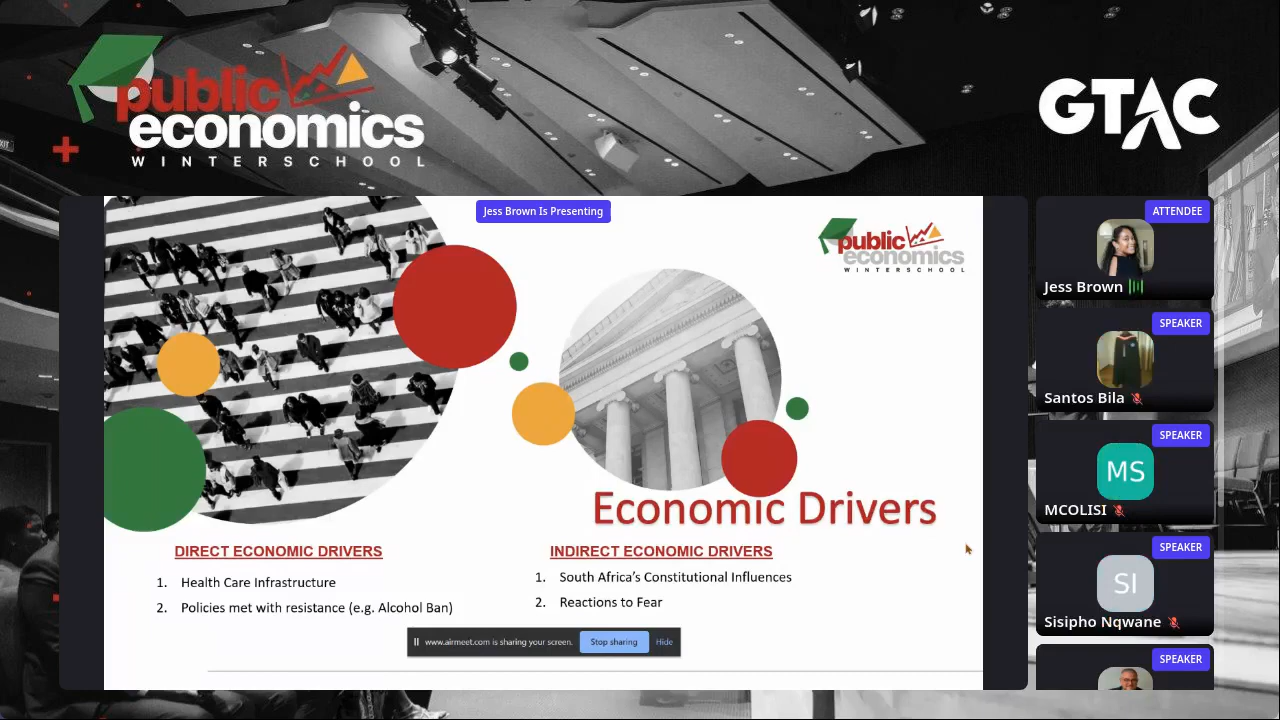 public
economics
WINTERSCHOOL
GTAC
Jess Brown Is Presenting
public
economics
WINTERSCHOOL
Economic Drivers
DIRECT ECONOMIC DRIVERS
1. Health Care Infrastructure
2. Policies met with resistance (e.g. Alcohol Ban)
INDIRECT ECONOMIC DRIVERS
1. South Africa's Constitutional Influences
2. Reactions to Fear
www.airmeet.com is sharing your screen.
Stop sharing
Hide
ATTENDEE
Jess Brown
SPEAKER
Santos Bila
SPEAKER
MS
MCOLISI
SPEAKER
SI
Sisipho Nqwane
SPEAKER